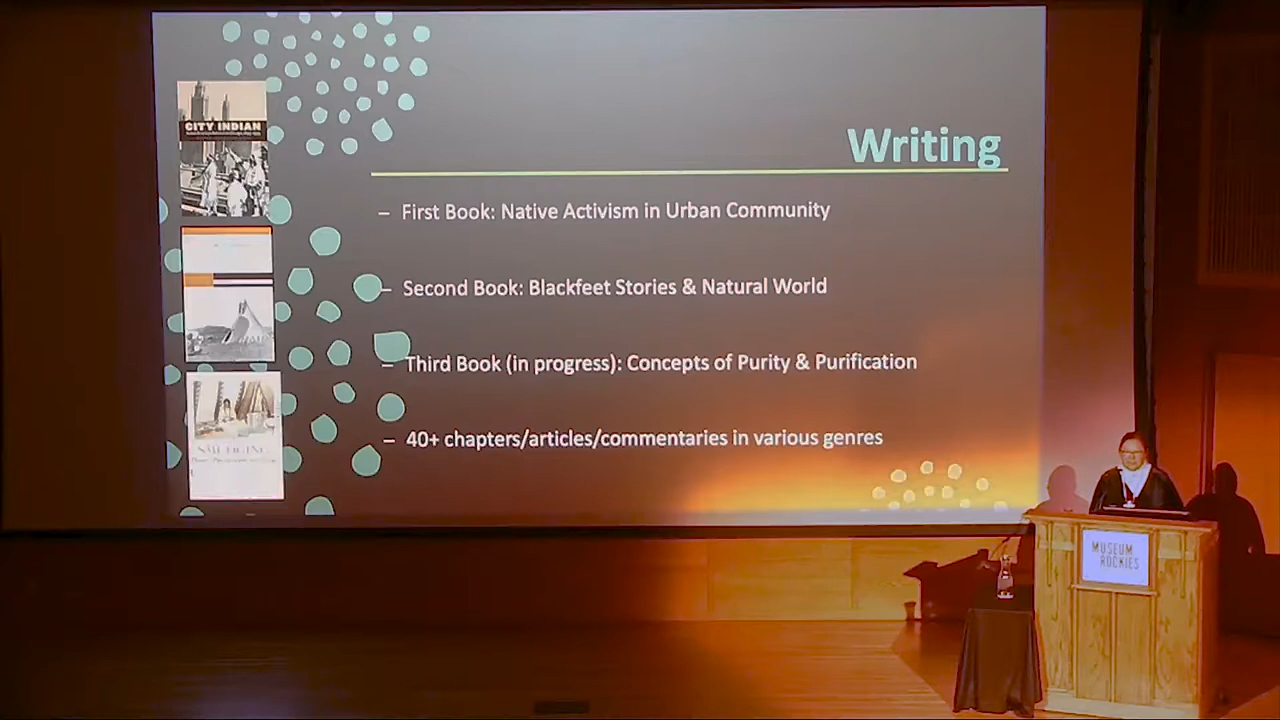 CITY INDIAN
Writing
– First Book: Native Activism in Urban Community
– Second Book: Blackfeet Stories & Natural World
– Third Book (in progress): Concepts of Purity & Purification
– 40+ chapters/articles/commentaries in various genres
SMUDGING
MUSEUM
ROCKIES